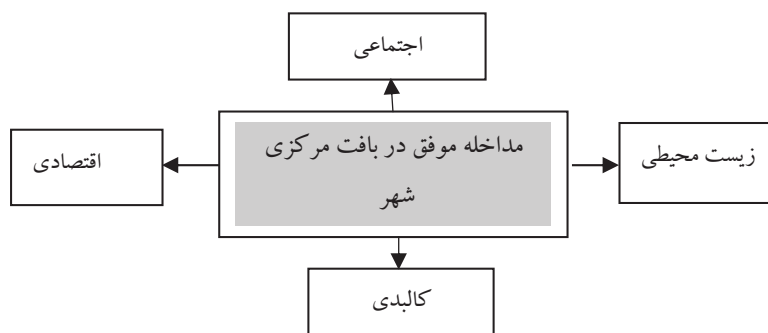 اجتماعی
زیست محیطی
مداخله موفق در بافت مرکزی
شهر
اقتصادی
کالبدی